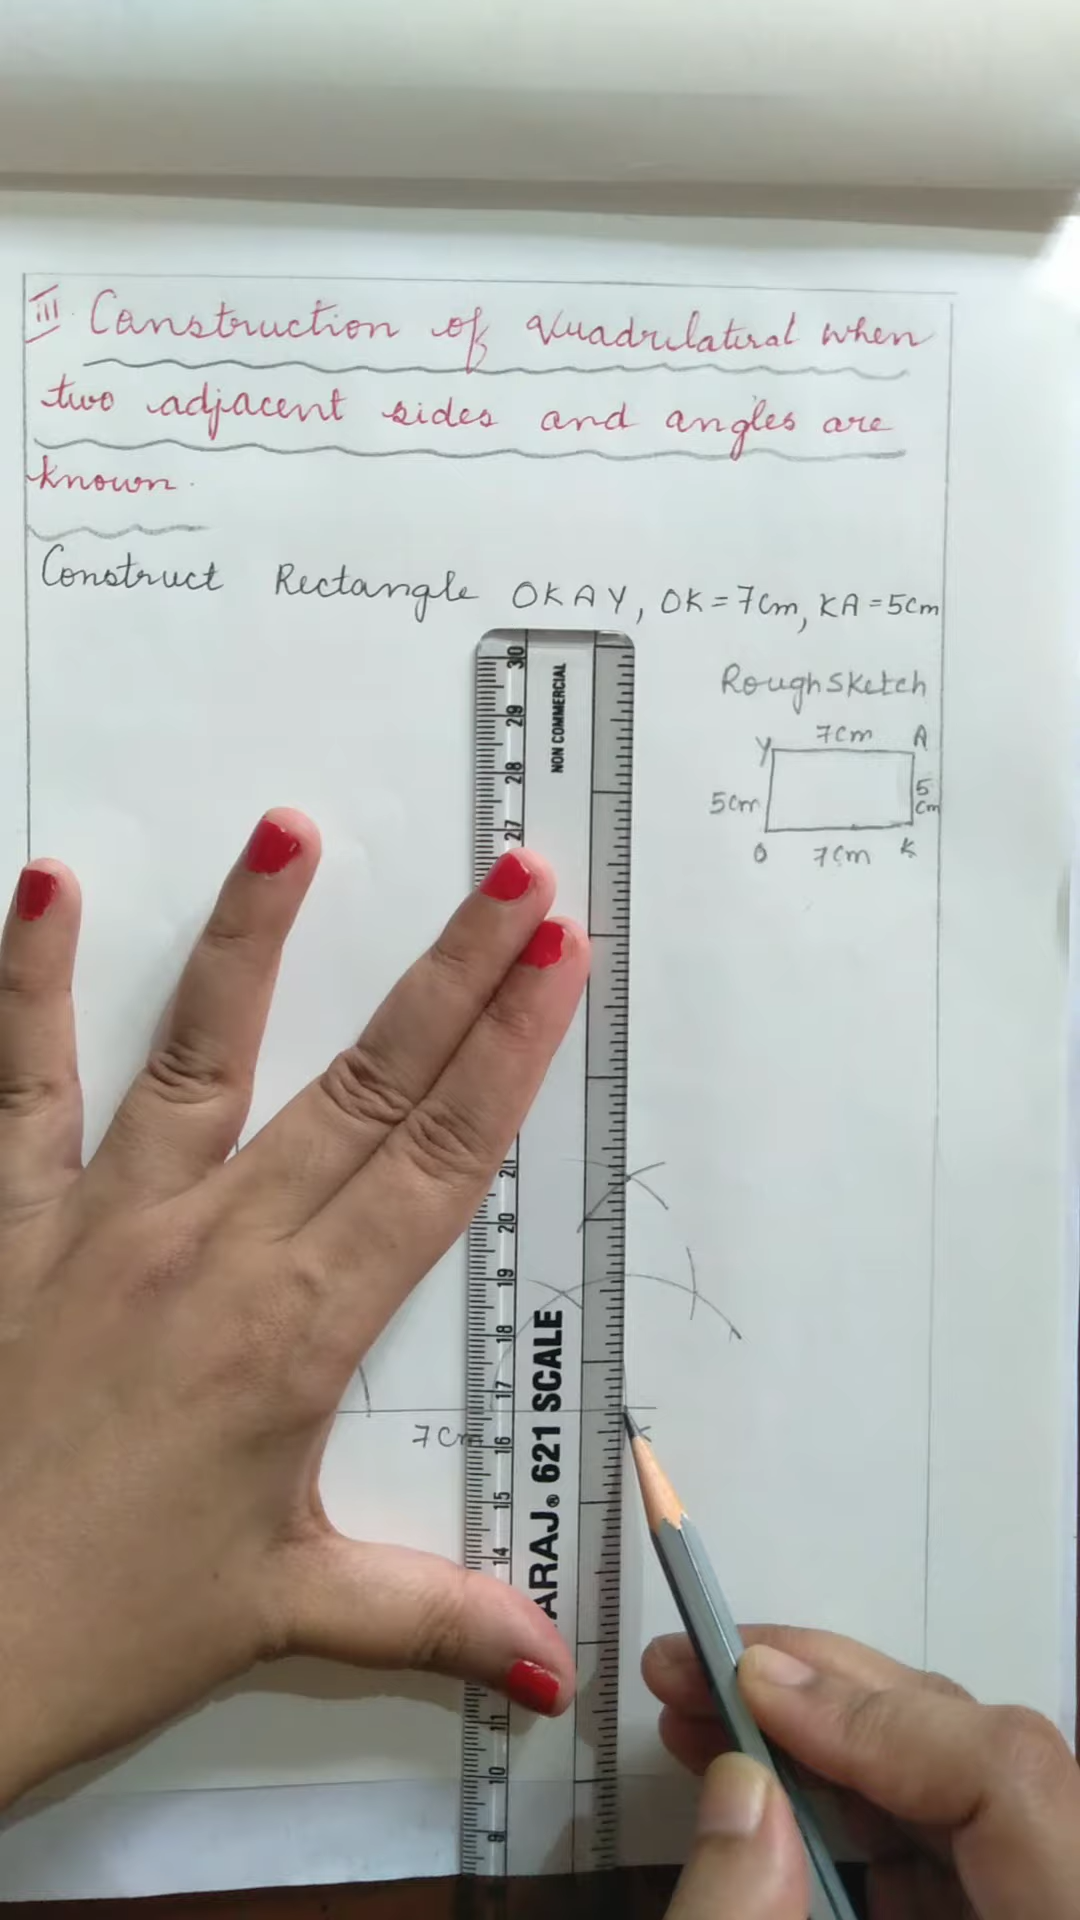 III. Construction of Quadrilateral when
two adjacent sides and angles are
known.
Construct Rectangle OKAY, OK=7cm, KA=5cm
Rough Sketch
7cm
Y A
5cm 5
cm
O 7cm K
30
29
28
27
NON COMMERCIAL
21
20
19
18
17
16
15
14
11
10
9
ARAJ® 621 SCALE
7cm K